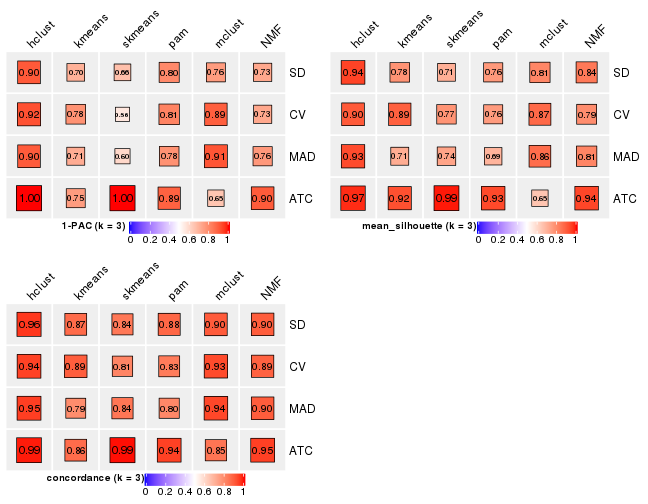 hclust kmeans skmeans pam mclust NMF
0.90 0.70 0.66 0.80 0.76 0.73 SD
0.92 0.78 0.56 0.81 0.89 0.73 CV
0.90 0.71 0.60 0.78 0.91 0.76 MAD
1.00 0.75 1.00 0.89 0.63 0.90 ATC
1-PAC (k = 3)
0 0.2 0.4 0.6 0.8 1
hclust kmeans skmeans pam mclust NMF
0.94 0.78 0.71 0.76 0.81 0.84 SD
0.90 0.89 0.77 0.76 0.87 0.79 CV
0.93 0.71 0.74 0.69 0.86 0.81 MAD
0.97 0.92 0.99 0.93 0.63 0.94 ATC
mean_silhouette (k = 3)
0 0.2 0.4 0.6 0.8 1
hclust kmeans skmeans pam mclust NMF
0.96 0.87 0.84 0.88 0.90 0.90 SD
0.94 0.89 0.81 0.83 0.93 0.89 CV
0.95 0.79 0.84 0.80 0.94 0.90 MAD
0.99 0.86 0.99 0.94 0.85 0.95 ATC
concordance (k = 3)
0 0.2 0.4 0.6 0.8 1